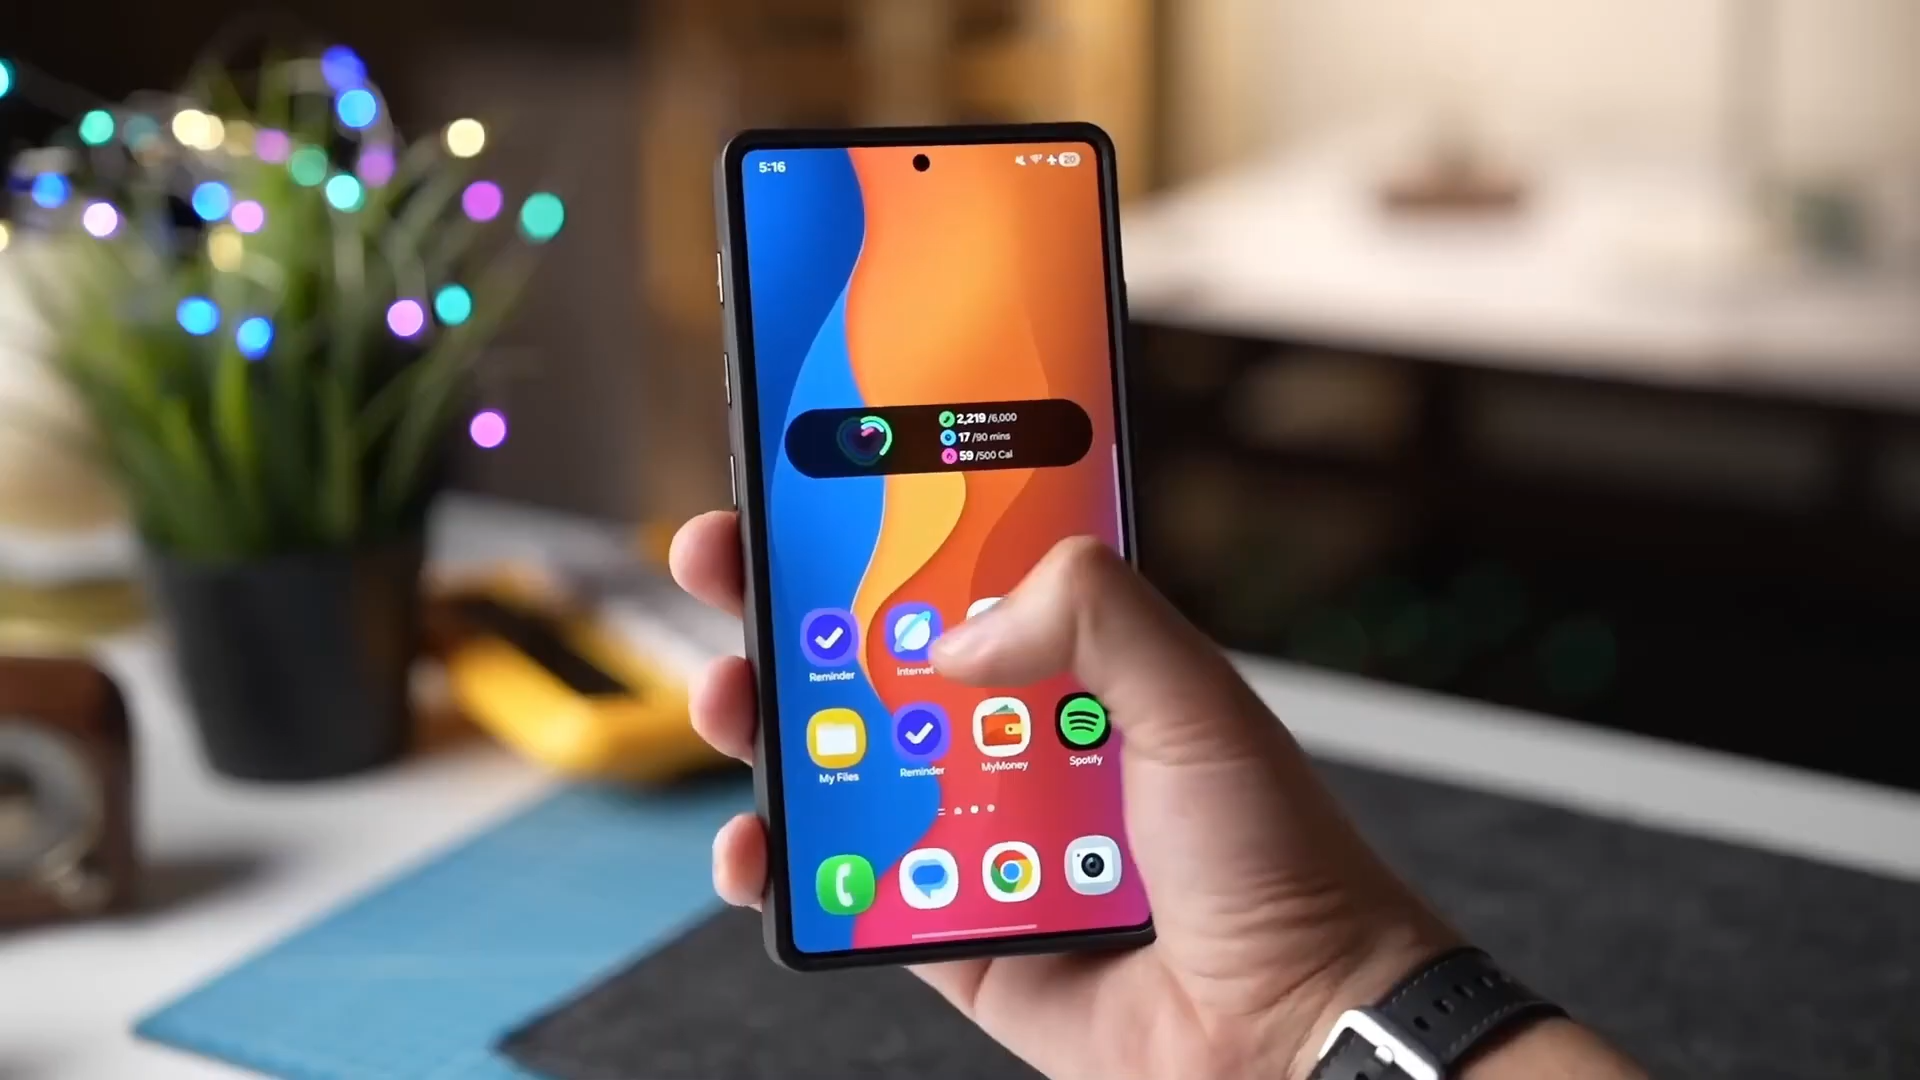 5:16
20
2,219 /6,000
17 /90 mins
59 /500 Cal
Reminder
Internet
My Files
Reminder
MyMoney
Spotify